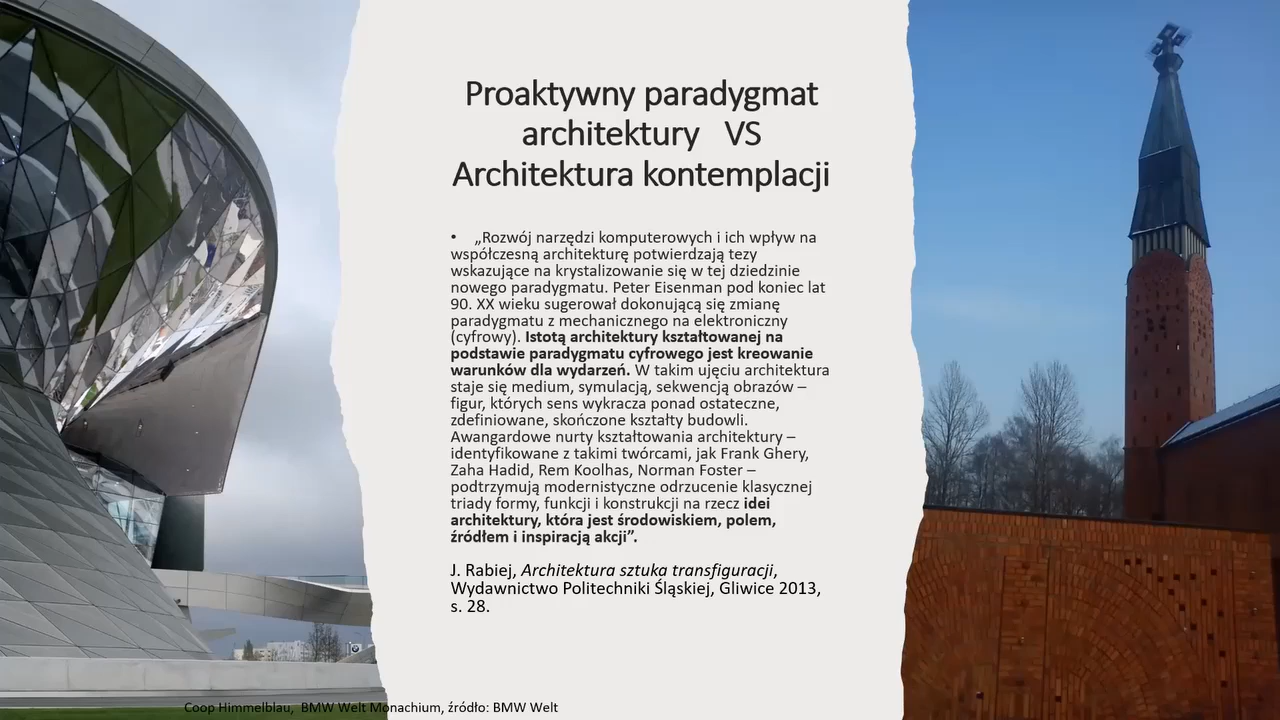 Proaktywny paradygmat
architektury VS
Architektura kontemplacji
• „Rozwój narzędzi komputerowych i ich wpływ na
współczesną architekturę potwierdzają tezy
wskazujące na krystalizowanie się w tej dziedzinie
nowego paradygmatu. Peter Eisenman pod koniec lat
90. XX wieku sugerował dokonującą się zmianę
paradygmatu z mechanicznego na elektroniczny
(cyfrowy). Istotą architektury kształtowanej na
podstawie paradygmatu cyfrowego jest kreowanie
warunków dla wydarzeń. W takim ujęciu architektura
staje się medium, symulacją, sekwencją obrazów –
figur, których sens wykracza ponad ostateczne,
zdefiniowane, skończone kształty budowli.
Awangardowe nurty kształtowania architektury –
identyfikowane z takimi twórcami, jak Frank Ghery,
Zaha Hadid, Rem Koolhas, Norman Foster –
podtrzymują modernistyczne odrzucenie klasycznej
triady formy, funkcji i konstrukcji na rzecz idei
architektury, która jest środowiskiem, polem,
źródłem i inspiracją akcji”.
J. Rabiej, Architektura sztuka transfiguracji,
Wydawnictwo Politechniki Śląskiej, Gliwice 2013,
s. 28.
Coop Himmelblau, BMW Welt Monachium, źródło: BMW Welt